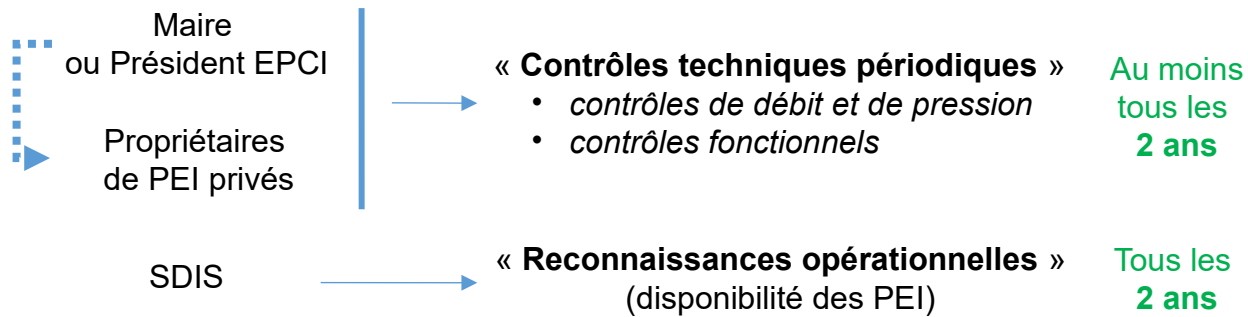 Maire
ou Président EPCI
Propriétaires
de PEI privés
« Contrôles techniques périodiques »
• contrôles de débit et de pression
• contrôles fonctionnels
Au moins
tous les
2 ans
SDIS
« Reconnaissances opérationnelles »
(disponibilité des PEI)
Tous les
2 ans